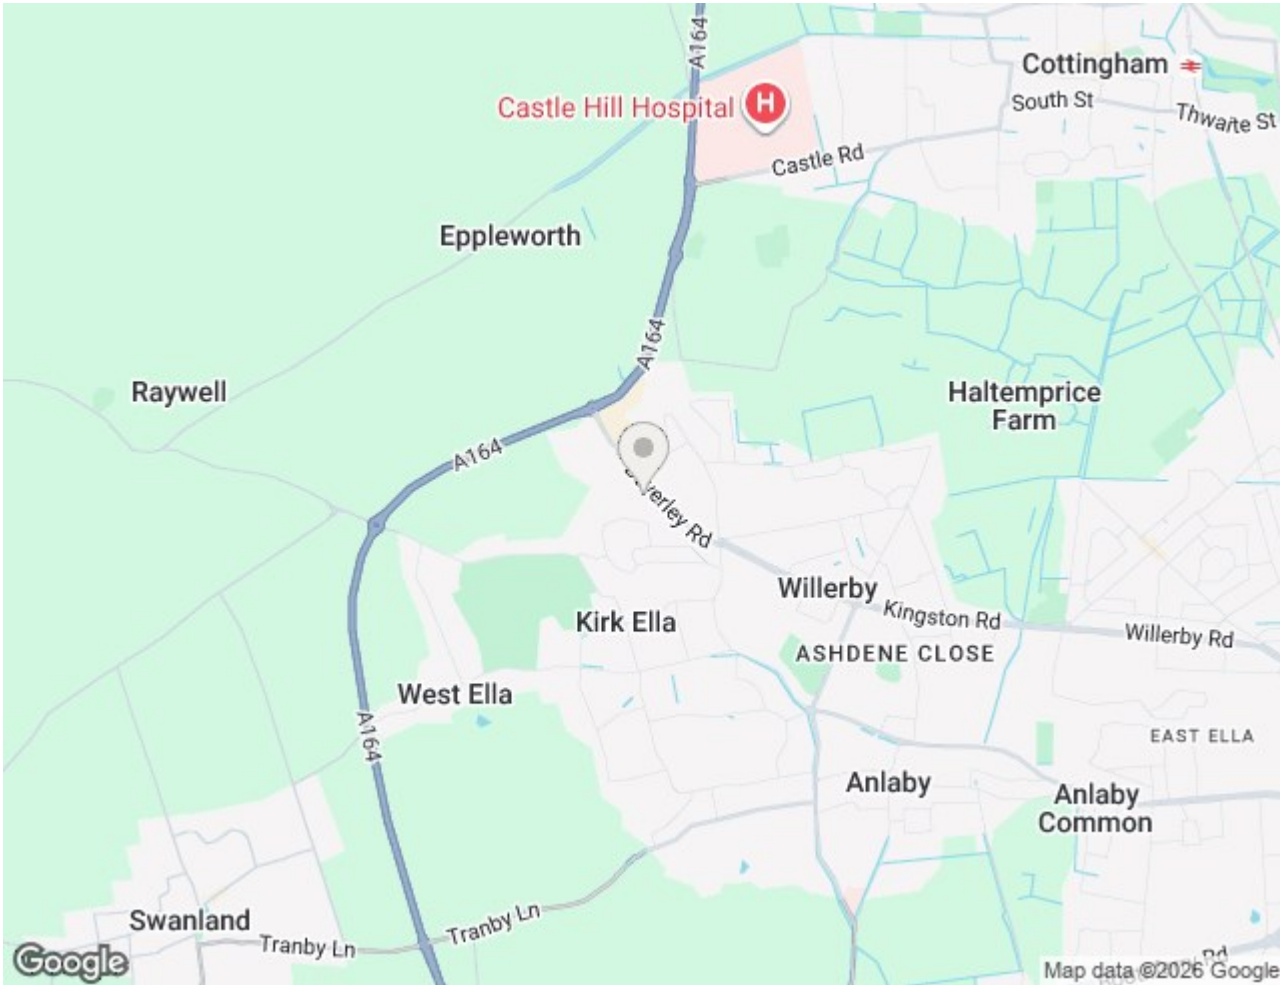 A164
Cottingham
South St
Castle Hill Hospital
H
Thwaite St
Castle Rd
Eppleworth
A164
Raywell
Haltemprice
Farm
A164
Beverley Rd
Willerby
Kingston Rd
Kirk Ella
Willerby Rd
ASHDENE CLOSE
West Ella
A164
EAST ELLA
Anlaby
Anlaby
Common
Swanland
Tranby Ln
Tranby Ln
Google
Map data ©2026 Google